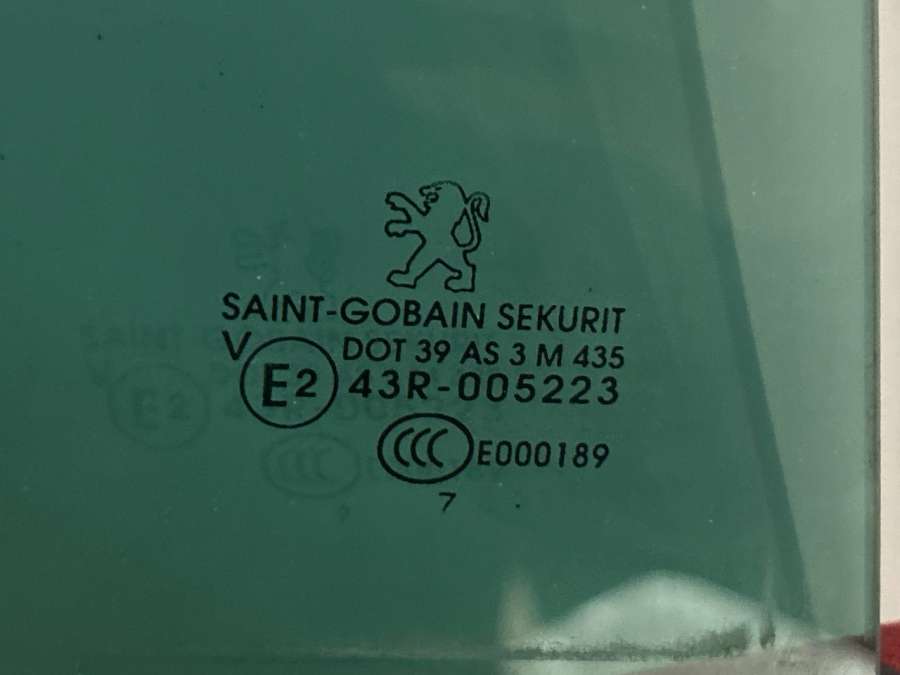 SAINT-GOBAIN SEKURIT
V DOT 39 AS 3 M 435
E2 43R-005223
CCC E000189
7